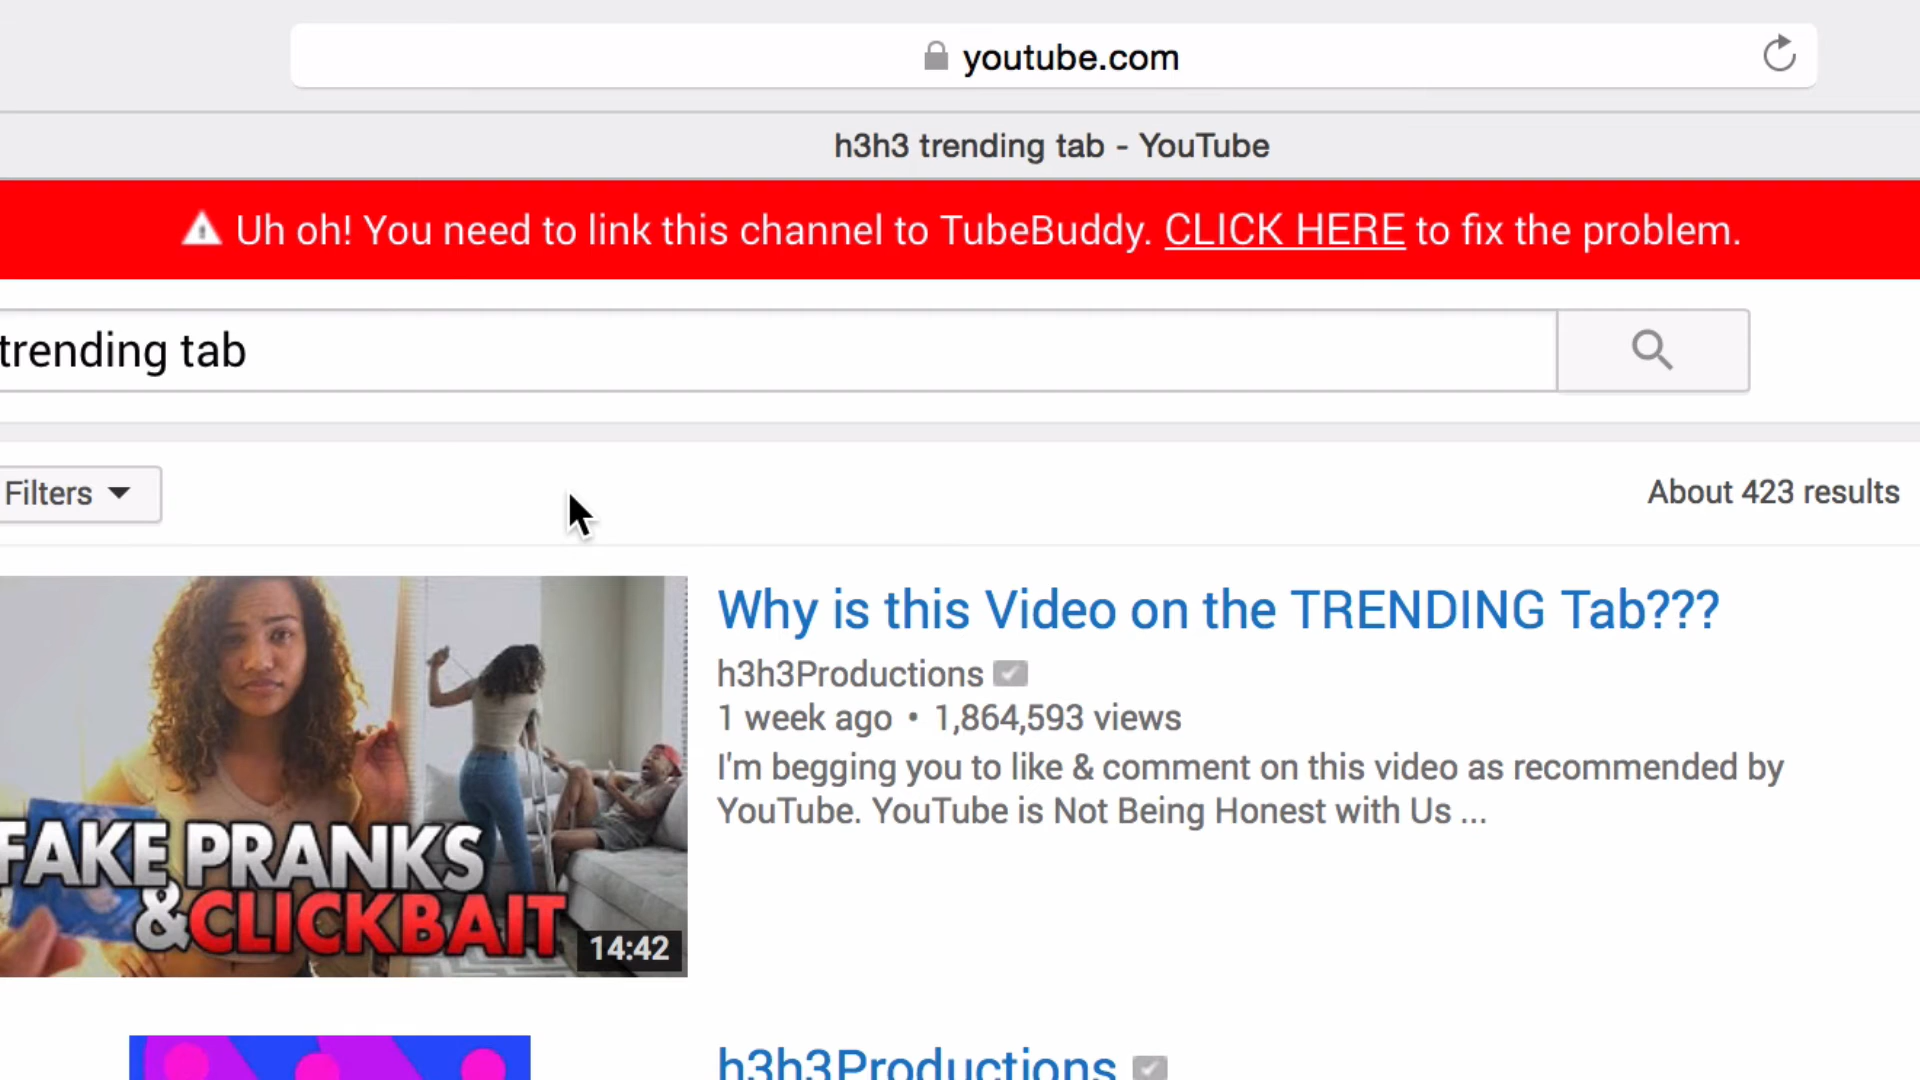 youtube.com
h3h3 trending tab - YouTube
Uh oh! You need to link this channel to TubeBuddy. CLICK HERE to fix the problem.
trending tab
Filters
About 423 results
Why is this Video on the TRENDING Tab???
h3h3Productions
1 week ago • 1,864,593 views
I'm begging you to like & comment on this video as recommended by
YouTube. YouTube is Not Being Honest with Us ...
FAKE PRANKS
&CLICKBAIT
14:42
h3h3Productions